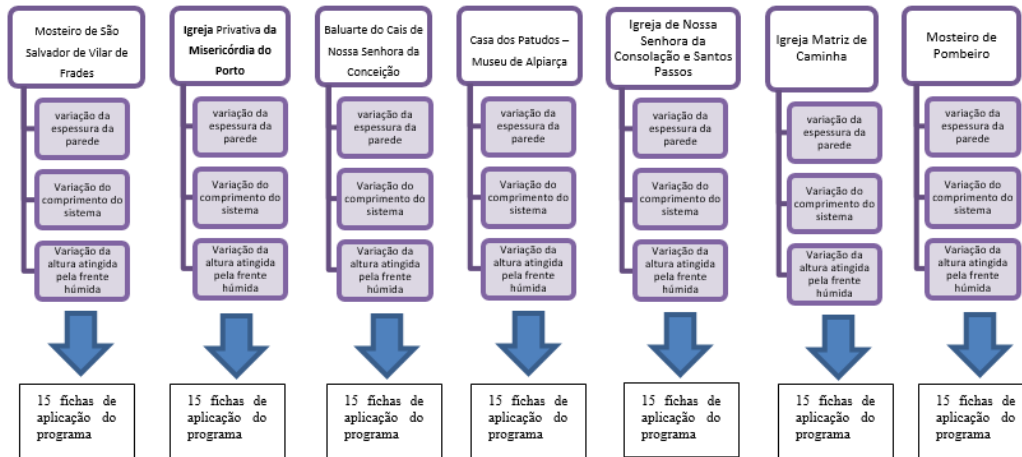 Mosteiro de São
Salvador de Vilar de
Frades
variação da
espessura da
parede
Variação do
comprimento do
sistema
Variação da
altura atingida
pela frente
húmida
15 fichas de
aplicação do
programa
Igreja Privativa da
Misericórdia do
Porto
variação da
espessura da
parede
Variação do
comprimento do
sistema
Variação da
altura atingida
pela frente
húmida
15 fichas de
aplicação do
programa
Baluarte do Cais de
Nossa Senhora da
Conceição
variação da
espessura da
parede
Variação do
comprimento do
sistema
Variação da
altura atingida
pela frente
húmida
15 fichas de
aplicação do
programa
Casa dos Patudos –
Museu de Alpiarça
variação da
espessura da
parede
Variação do
comprimento do
sistema
Variação da
altura atingida
pela frente
húmida
15 fichas de
aplicação do
programa
Igreja de Nossa
Senhora da
Consolação e Santos
Passos
variação da
espessura da
parede
Variação do
comprimento do
sistema
Variação da
altura atingida
pela frente
húmida
15 fichas de
aplicação do
programa
Igreja Matriz de
Caminha
variação da
espessura da
parede
Variação do
comprimento do
sistema
Variação da
altura atingida
pela frente
húmida
15 fichas de
aplicação do
programa
Mosteiro de
Pombeiro
variação da
espessura da
parede
Variação do
comprimento do
sistema
Variação da
altura atingida
pela frente
húmida
15 fichas de
aplicação do
programa